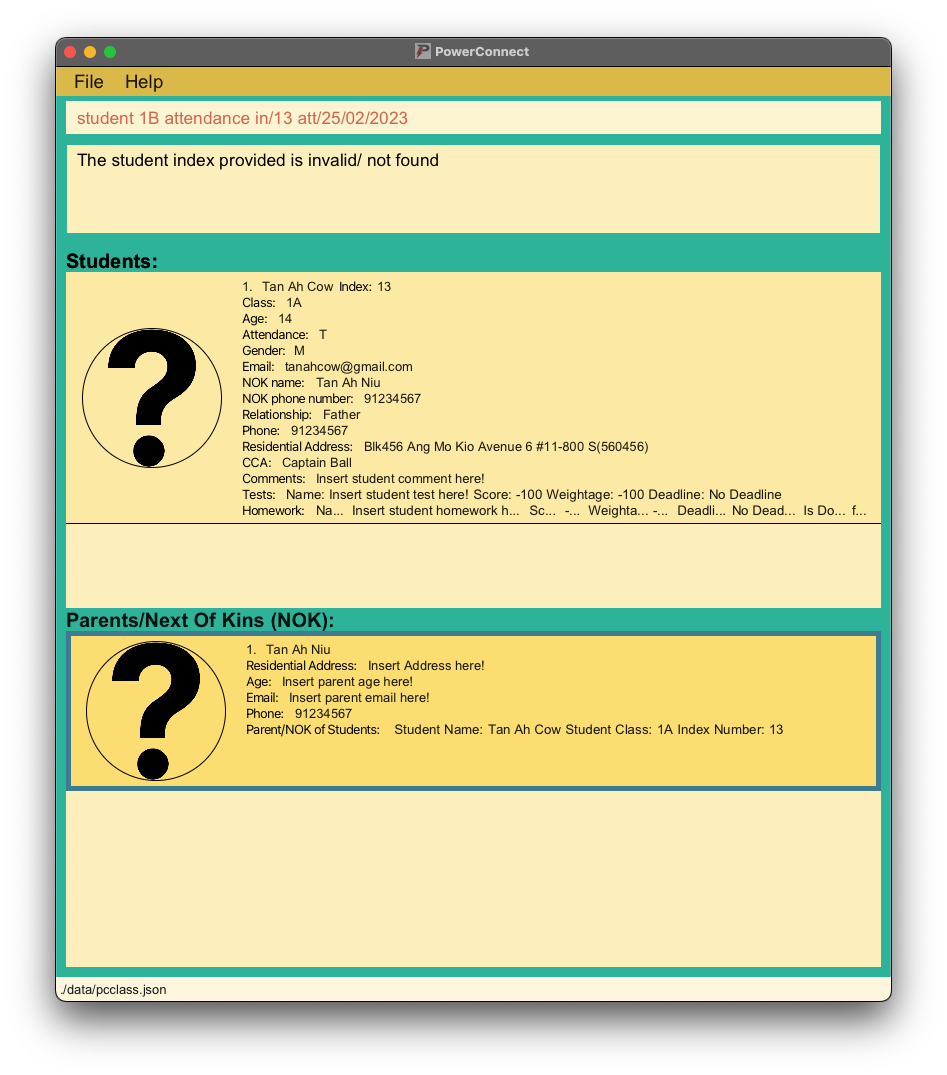 PowerConnect
File Help
student 1B attendance in/13 att/25/02/2023
The student index provided is invalid/ not found
Students:
1. Tan Ah Cow Index: 13
Class: 1A
Age: 14
Attendance: T
Gender: M
Email: tanahcow@gmail.com
NOK name: Tan Ah Niu
NOK phone number: 91234567
Relationship: Father
Phone: 91234567
Residential Address: Blk456 Ang Mo Kio Avenue 6 #11-800 S(560456)
CCA: Captain Ball
Comments: Insert student comment here!
Tests: Name: Insert student test here! Score: -100 Weightage: -100 Deadline: No Deadline
Homework: Na... Insert student homework h... Sc... -... Weighta... -... Deadli... No Dead... Is Do... f...
Parents/Next Of Kins (NOK):
1. Tan Ah Niu
Residential Address: Insert Address here!
Age: Insert parent age here!
Email: Insert parent email here!
Phone: 91234567
Parent/NOK of Students: Student Name: Tan Ah Cow Student Class: 1A Index Number: 13
./data/pcclass.json